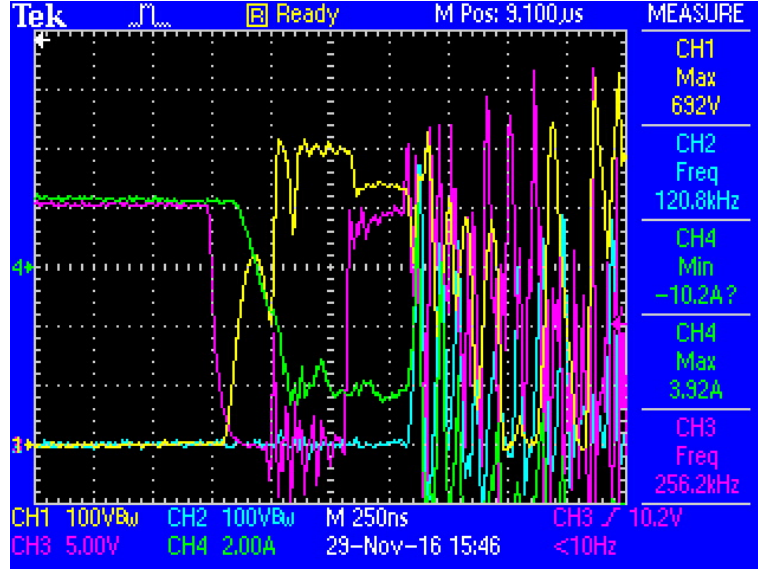 Tek R Ready M Pos: 9.100µs MEASURE
CH1
Max
692V
CH2
Freq
120.8kHz
CH4
Min
-10.2A?
CH4
Max
3.92A
CH3
Freq
256.2kHz
4
1
CH1 100VBw CH2 100VBw M 250ns CH3 / 10.2V
CH3 5.00V CH4 2.00A 29-Nov-16 15:46 <10Hz